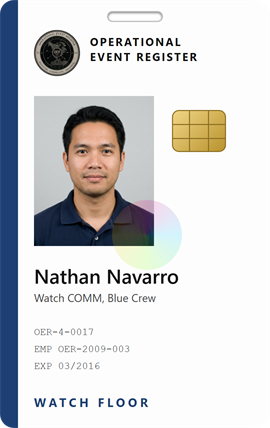 OPERATIONAL
EVENT REGISTER
Nathan Navarro
Watch COMM, Blue Crew
OER-4-0017
EMP OER-2009-003
EXP 03/2016
WATCH FLOOR